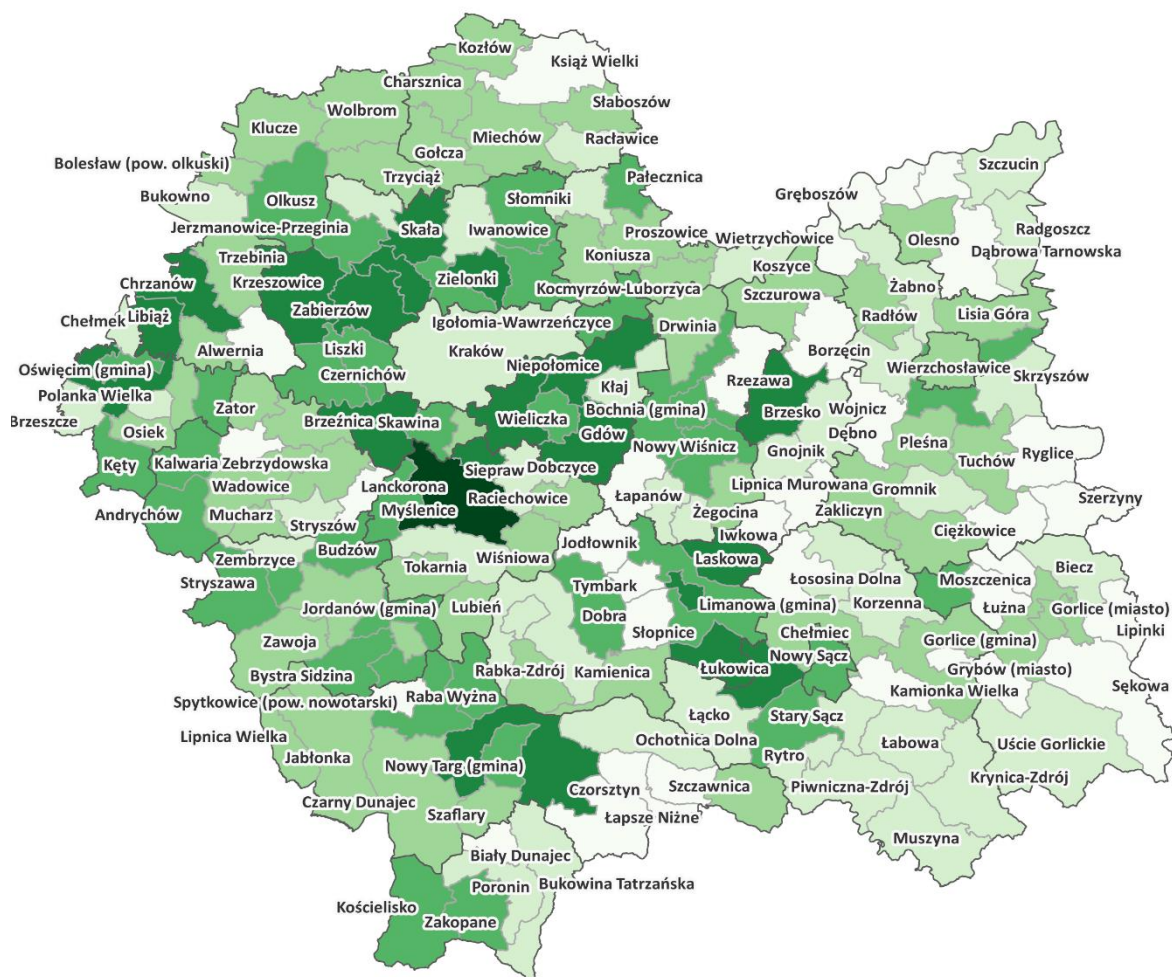 Kozłów
Książ Wielki
Charsznica
Słaboszów
Wolbrom
Klucze
Miechów
Racławice
Gołcza
Bolesław (pow. olkuski)
Szczucin
Trzyciąż
Pałecznica
Bukowno
Olkusz
Słomniki
Gręboszów
Jerzmanowice-Przeginia
Skała
Iwanowice
Proszowice
Wietrzychowice
Olesno
Radgoszcz
Dąbrowa Tarnowska
Trzebinia
Koniusza
Koszyce
Chrzanów
Krzeszowice
Zielonki
Kocmyrzów-Luborzyca
Szczurowa
Żabno
Zabierzów
Libiąż
Chełmek
Igołomia-Wawrzeńczyce
Drwinia
Radłów
Lisia Góra
Alwernia
Liszki
Kraków
Borzęcin
Oświęcim (gmina)
Czernichów
Niepołomice
Rzezawa
Wierzchosławice
Skrzyszów
Polanka Wielka
Kłaj
Zator
Bochnia (gmina)
Brzesko
Wojnicz
Brzeszcze
Osiek
Brzeźnica
Skawina
Wieliczka
Gdów
Dębno
Pleśna
Nowy Wiśnicz
Gnojnik
Tuchów
Ryglice
Kęty
Kalwaria Zebrzydowska
Siepraw
Dobczyce
Wadowice
Lanckorona
Raciechowice
Łapanów
Lipnica Murowana
Gromnik
Szerzyny
Andrychów
Mucharz
Myślenice
Żegocina
Zakliczyn
Stryszów
Ciężkowice
Iwkowa
Jodłownik
Zembrzyce
Budzów
Wiśniowa
Tokarnia
Laskowa
Biecz
Stryszawa
Tymbark
Łososina Dolna
Moszczenica
Jordanów (gmina)
Lubień
Dobra
Limanowa (gmina)
Korzenna
Łużna
Gorlice (miasto)
Słopnice
Chełmiec
Lipinki
Zawoja
Gorlice (gmina)
Nowy Sącz
Bystra Sidzina
Rabka-Zdrój
Kamienica
Łukowica
Grybów (miasto)
Sękowa
Spytkowice (pow. nowotarski)
Raba Wyżna
Kamionka Wielka
Łącko
Stary Sącz
Lipnica Wielka
Ochotnica Dolna
Łabowa
Uście Gorlickie
Jabłonka
Rytro
Nowy Targ (gmina)
Krynica-Zdrój
Czorsztyn
Szczawnica
Piwniczna-Zdrój
Czarny Dunajec
Szaflary
Łapsze Niżne
Muszyna
Biały Dunajec
Poronin
Bukowina Tatrzańska
Kościelisko
Zakopane